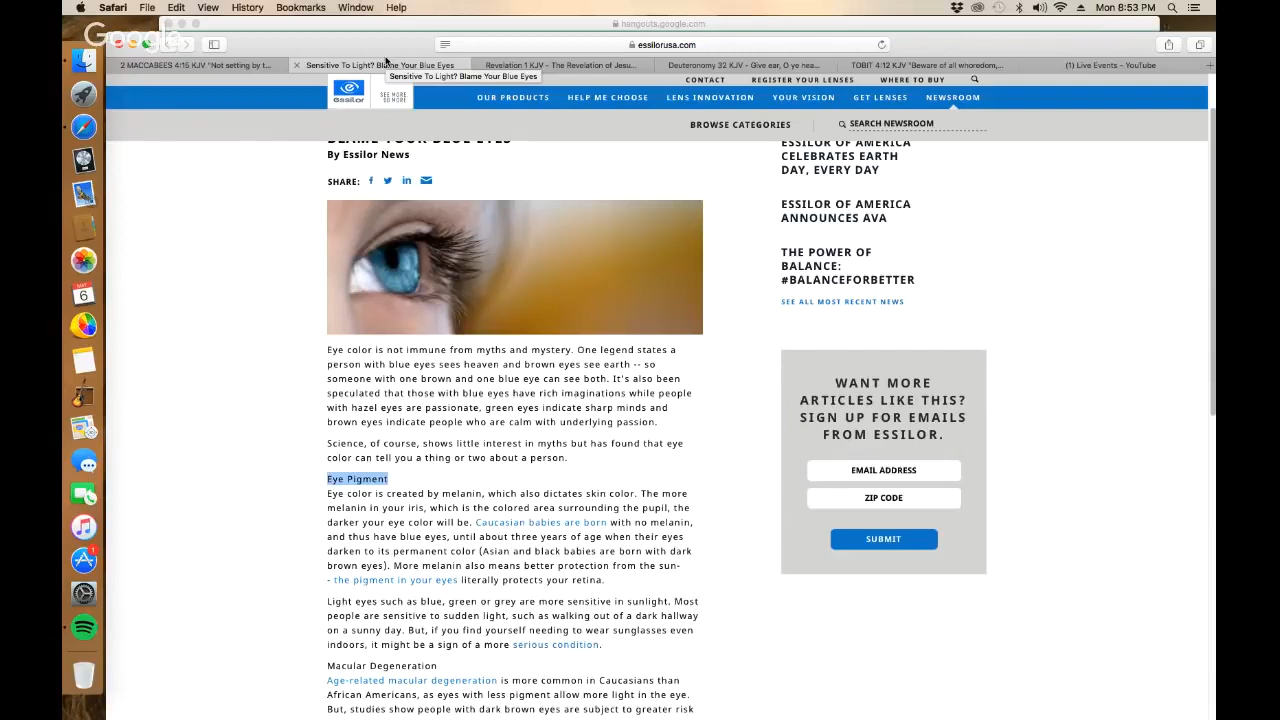 Safari File Edit View History Bookmarks Window Help
Mon 8:53 PM
hangouts.google.com
Google
essilorusa.com
2 MACCABEES 4:15 KJV "Not setting by t...
Sensitive To Light? Blame Your Blue Eyes
Revelation 1 KJV - The Revelation of Jesu...
Deuteronomy 32 KJV - Give ear, O ye hea...
TOBIT 4:12 KJV "Beware of all whoredom,...
(1) Live Events - YouTube
Sensitive To Light? Blame Your Blue Eyes
CONTACT REGISTER YOUR LENSES WHERE TO BUY
essilor
SEE MORE
DO MORE
OUR PRODUCTS HELP ME CHOOSE LENS INNOVATION YOUR VISION GET LENSES NEWSROOM
BROWSE CATEGORIES SEARCH NEWSROOM
BLAME YOUR BLUE EYES
By Essilor News
SHARE:
Eye color is not immune from myths and mystery. One legend states a
person with blue eyes sees heaven and brown eyes see earth -- so
someone with one brown and one blue eye can see both. It's also been
speculated that those with blue eyes have rich imaginations while people
with hazel eyes are passionate, green eyes indicate sharp minds and
brown eyes indicate people who are calm with underlying passion.
Science, of course, shows little interest in myths but has found that eye
color can tell you a thing or two about a person.
Eye Pigment
Eye color is created by melanin, which also dictates skin color. The more
melanin in your iris, which is the colored area surrounding the pupil, the
darker your eye color will be. Caucasian babies are born with no melanin,
and thus have blue eyes, until about three years of age when their eyes
darken to its permanent color (Asian and black babies are born with dark
brown eyes). More melanin also means better protection from the sun-
- the pigment in your eyes literally protects your retina.
Light eyes such as blue, green or grey are more sensitive in sunlight. Most
people are sensitive to sudden light, such as walking out of a dark hallway
on a sunny day. But, if you find yourself needing to wear sunglasses even
indoors, it might be a sign of a more serious condition.
Macular Degeneration
Age-related macular degeneration is more common in Caucasians than
African Americans, as eyes with less pigment allow more light in the eye.
But, studies show people with dark brown eyes are subject to greater risk
ESSILOR OF AMERICA
CELEBRATES EARTH
DAY, EVERY DAY
ESSILOR OF AMERICA
ANNOUNCES AVA
THE POWER OF
BALANCE:
#BALANCEFORBETTER
SEE ALL MOST RECENT NEWS
WANT MORE
ARTICLES LIKE THIS?
SIGN UP FOR EMAILS
FROM ESSILOR.
EMAIL ADDRESS
ZIP CODE
SUBMIT
MAY
6
1